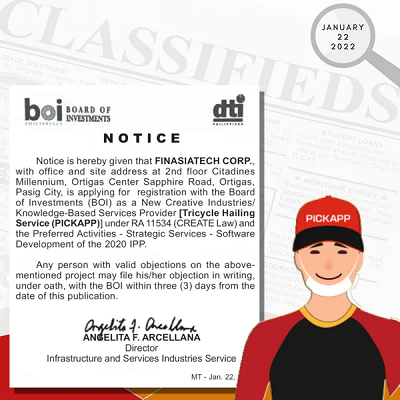 CLASSIFIEDS
JANUARY
22
2022
boi BOARD OF
INVESTMENTS
PHILIPPINES
dti
PHILIPPINES
NOTICE
Notice is hereby given that FINASIATECH CORP.,
with office and site address at 2nd floor Citadines
Millennium, Ortigas Center Sapphire Road, Ortigas,
Pasig City, is applying for registration with the Board
of Investments (BOI) as a New Creative Industries/
Knowledge-Based Services Provider [Tricycle Hailing
Service (PICKAPP)] under RA 11534 (CREATE Law) and
the Preferred Activities - Strategic Services - Software
Development of the 2020 IPP.
Any person with valid objections on the above-
mentioned project may file his/her objection in writing,
under oath, with the BOI within three (3) days from the
date of this publication.
Angelita F. Arcellana
ANGELITA F. ARCELLANA
Director
Infrastructure and Services Industries Service
MT - Jan. 22,
PICKAPP